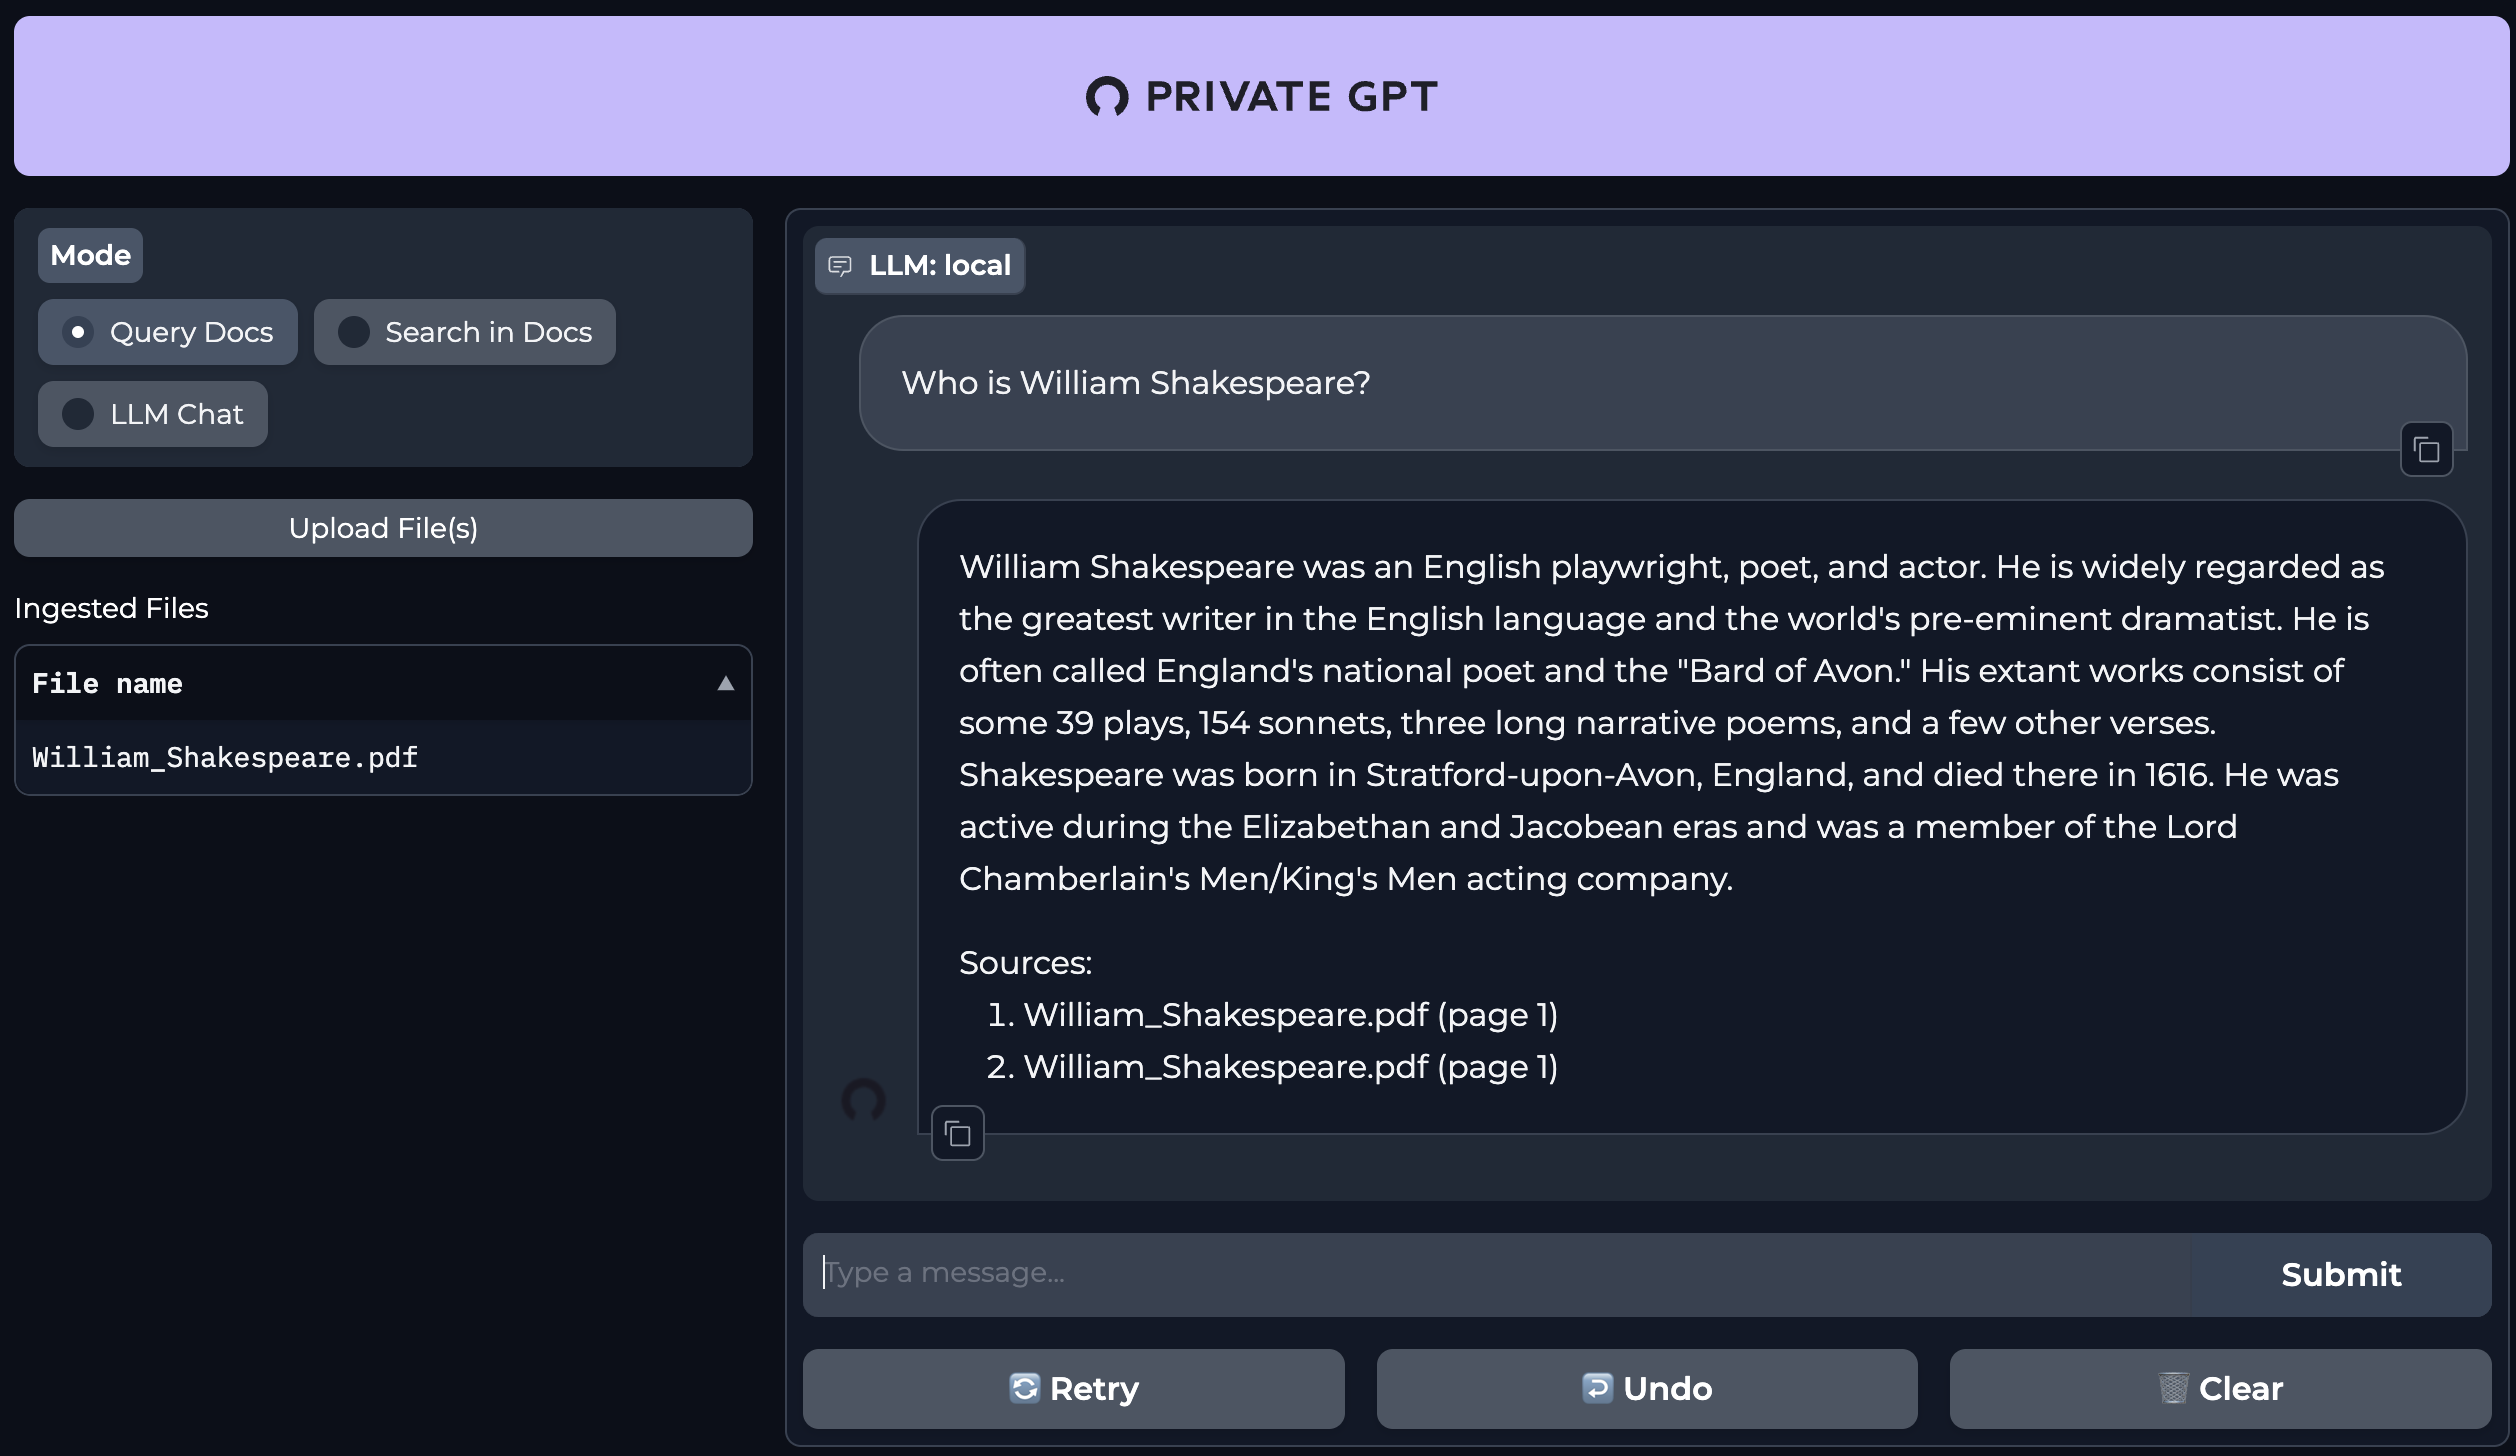 PRIVATE GPT
Mode
Query Docs
Search in Docs
LLM Chat
Upload File(s)
Ingested Files
File name
William_Shakespeare.pdf
LLM: local
Who is William Shakespeare?
William Shakespeare was an English playwright, poet, and actor. He is widely regarded as
the greatest writer in the English language and the world's pre-eminent dramatist. He is
often called England's national poet and the "Bard of Avon." His extant works consist of
some 39 plays, 154 sonnets, three long narrative poems, and a few other verses.
Shakespeare was born in Stratford-upon-Avon, England, and died there in 1616. He was
active during the Elizabethan and Jacobean eras and was a member of the Lord
Chamberlain's Men/King's Men acting company.
Sources:
1. William_Shakespeare.pdf (page 1)
2. William_Shakespeare.pdf (page 1)
Type a message...
Submit
Retry
Undo
Clear